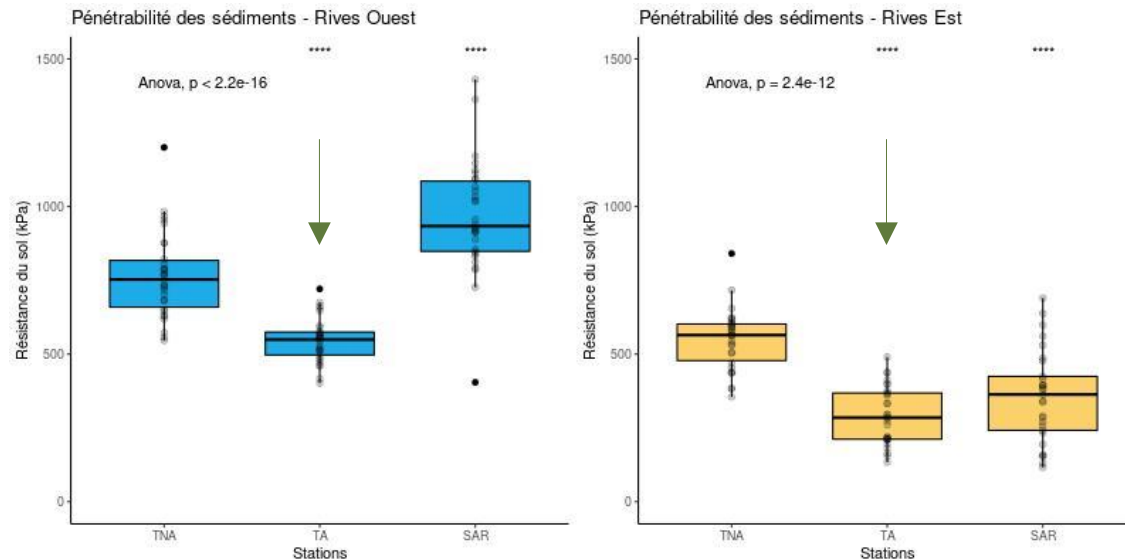 Pénétrabilité des sédiments - Rives Ouest
****
****
Anova, p < 2.2e-16
1500
1000
500
0
Résistance du sol (kPa)
TNA
TA
SAR
Stations
Pénétrabilité des sédiments - Rives Est
****
****
Anova, p = 2.4e-12
1500
1000
500
0
Résistance du sol (kPa)
TNA
TA
SAR
Stations